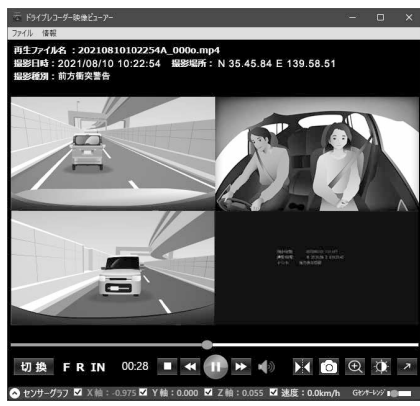 ドライブレコーダー映像ビューアー
ファイル 情報
再生ファイル名 : 20210810102254A_000o.mp4
撮影日時 : 2021/08/10 10:22:54 撮影場所 : N 35.45.84 E 139.58.51
撮影種別 : 前方衝突警告
切換 F R IN 00:28
センサーグラフ X軸 : -0.975 Y軸 : 0.000 Z軸 : 0.055 速度 : 0.0km/h Gセンサーレンジ